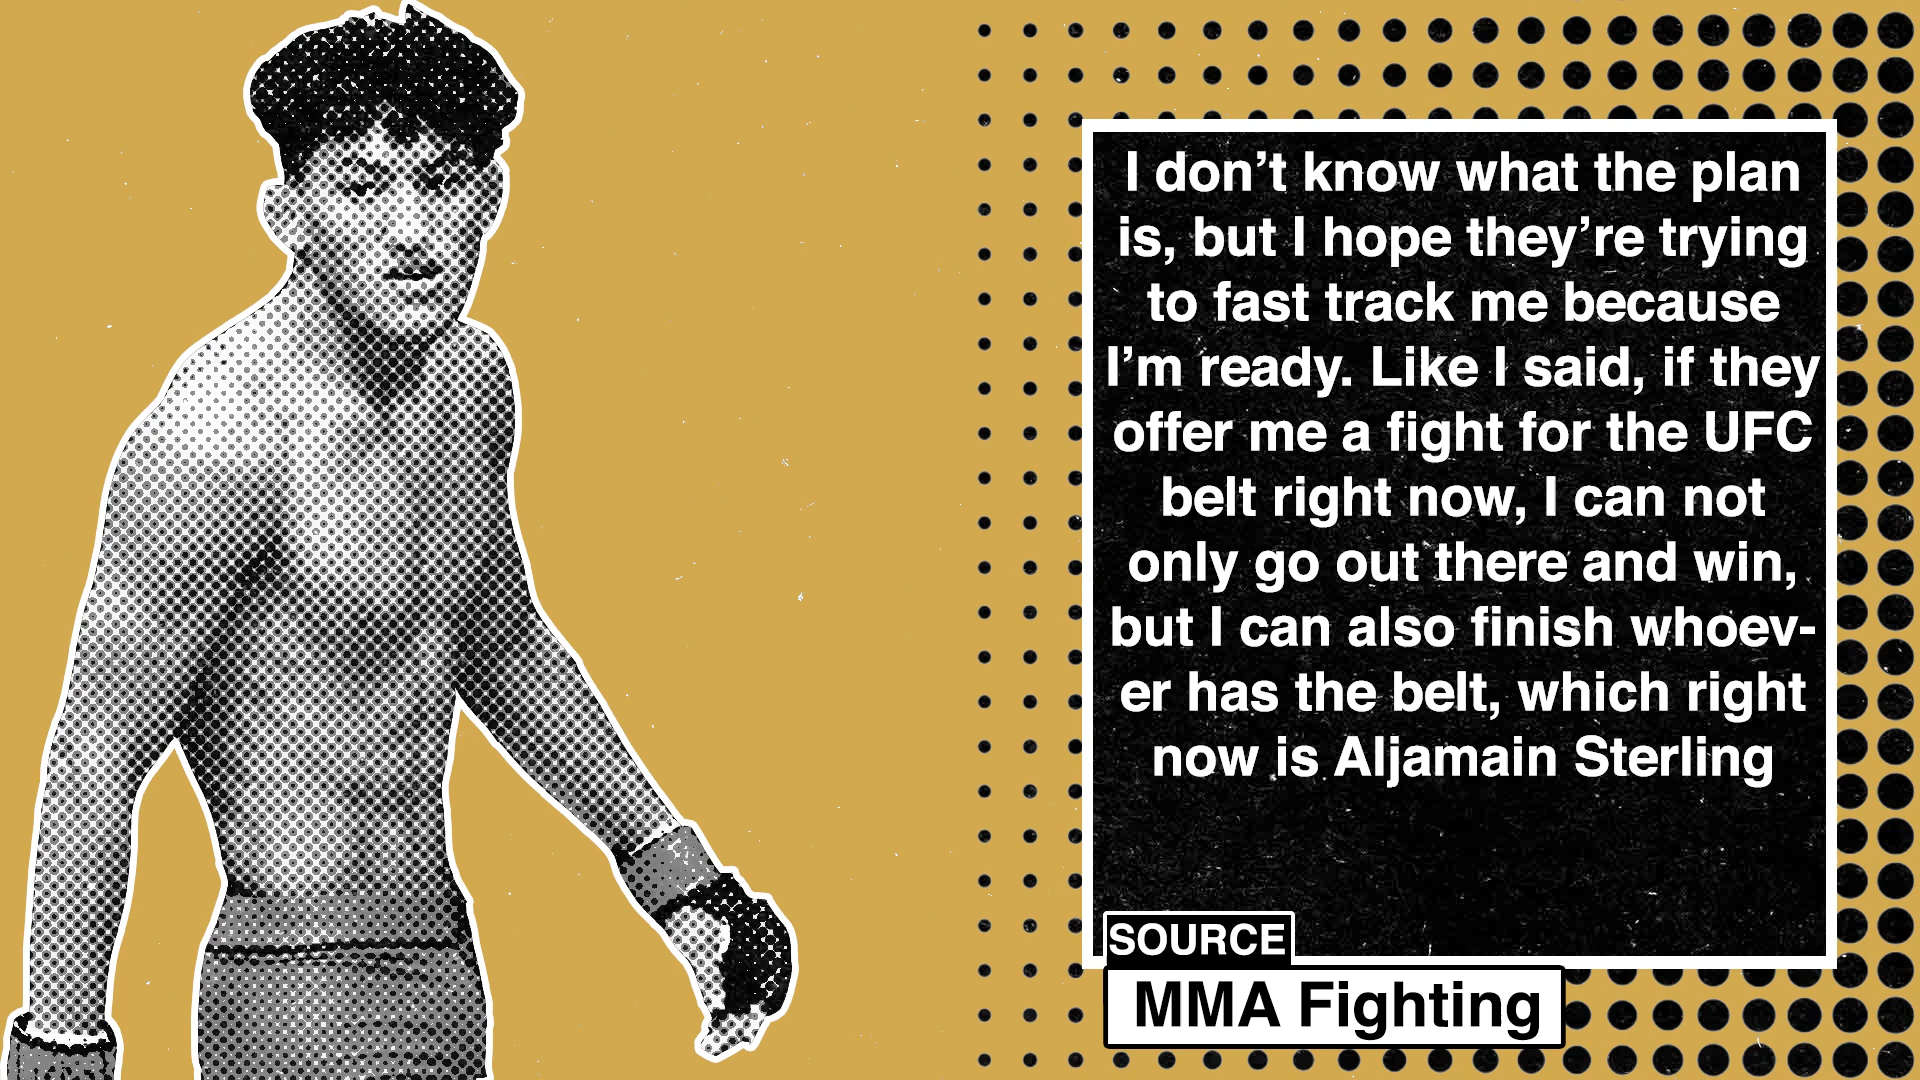 I don’t know what the plan
is, but I hope they’re trying
to fast track me because
I’m ready. Like I said, if they
offer me a fight for the UFC
belt right now, I can not
only go out there and win,
but I can also finish whoev-
er has the belt, which right
now is Aljamain Sterling
SOURCE
MMA Fighting